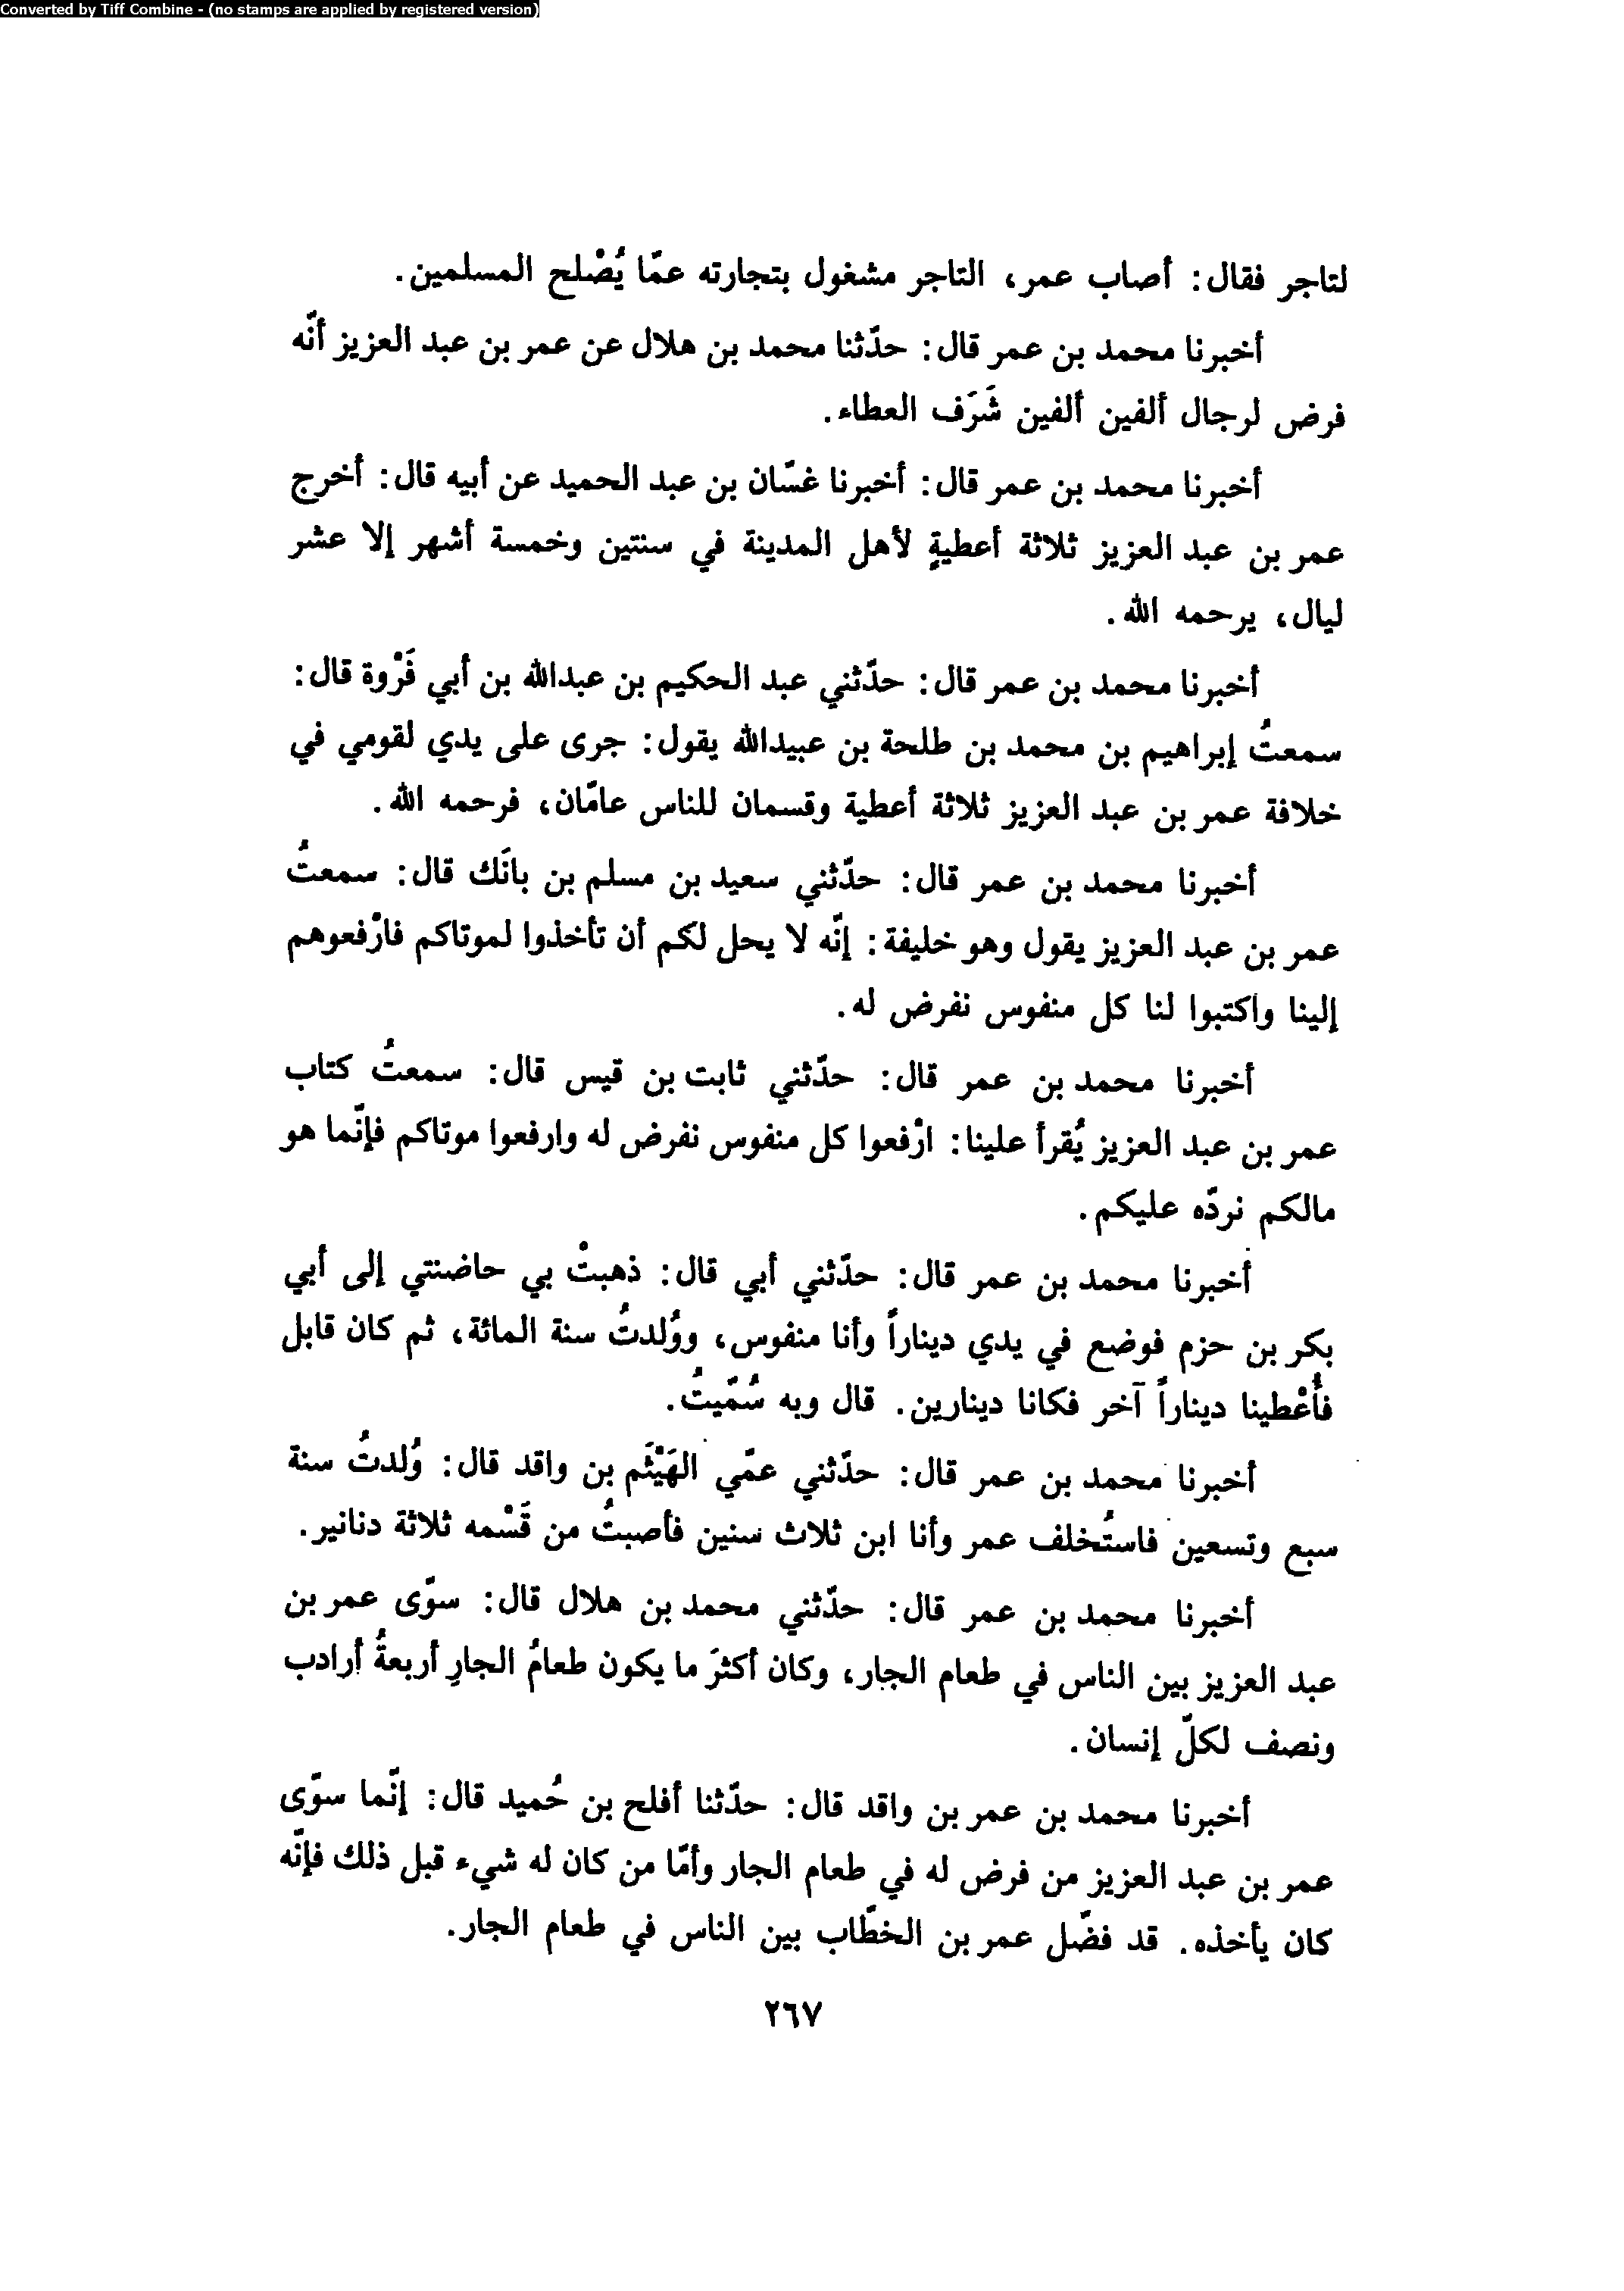 Converted by Tiff Combine - (no stamps are applied by registered version)
لتاجر فقال: أصاب عمر، التاجر مشغول بتجارته عمّا يُصْلح المسلمين.
أخبرنا محمد بن عمر قال: حدّثنا محمد بن هلال عن عمر بن عبد العزيز أنّه
فرض لرجال ألفين ألفين شَرَف العطاء.
أخبرنا محمد بن عمر قال: أخبرنا غسّان بن عبد الحميد عن أبيه قال: أخرج
عمر بن عبد العزيز ثلاثة أعطيةٍ لأهل المدينة في سنتين وخمسة أشهر إلا عشر
ليال، يرحمه الله.
أخبرنا محمد بن عمر قال: حدّثني عبد الحكيم بن عبدالله بن أبي فَرْوة قال:
سمعتُ إبراهيم بن محمد بن طلحة بن عبيدالله يقول: جرى على يدي لقومي في
خلافة عمر بن عبد العزيز ثلاثة أعطية وقسمان للناس عامّان، فرحمه الله.
أخبرنا محمد بن عمر قال: حدّثني سعيد بن مسلم بن بانَك قال: سمعتُ
عمر بن عبد العزيز يقول وهو خليفة: إنّه لا يحل لكم أن تأخذوا لموتاكم فارْفعوهم
إلينا واكتبوا لنا كل منفوس نفرض له.
أخبرنا محمد بن عمر قال: حدّثني ثابت بن قيس قال: سمعتُ كتاب
عمر بن عبد العزيز يُقرأ علينا: ارْفعوا كل منفوس نفرض له وارفعوا موتاكم فإنّما هو
مالكم نردّه عليكم.
أخبرنا محمد بن عمر قال: حدّثني أبي قال: ذهبتْ بي حاضنتي إلى أبي
بكر بن حزم فوضع في يدي ديناراً وأنا منفوس، ووُلدتُ سنة المائة، ثم كان قابل
فأُعْطينا ديناراً آخر فكانا دينارين. قال وبه سُمّيتُ.
أخبرنا محمد بن عمر قال: حدّثني عمّي الهَيْثَم بن واقد قال: وُلدتُ سنة
سبع وتسعين فاستُخلف عمر وأنا ابن ثلاث سنين فأصبتُ من قَسْمه ثلاثة دنانير.
أخبرنا محمد بن عمر قال: حدّثني محمد بن هلال قال: سوّى عمر بن
عبد العزيز بين الناس في طعام الجار، وكان أكثرَ ما يكون طعامُ الجارِ أربعةُ أرادب
ونصف لكلّ إنسان.
أخبرنا محمد بن عمر بن واقد قال: حدّثنا أفلح بن حُميد قال: إنّما سوّى
عمر بن عبد العزيز من فرض له في طعام الجار وأمّا من كان له شيء قبل ذلك فإنّه
كان يأخذه. قد فضّل عمر بن الخطّاب بين الناس في طعام الجار.
٢٦٧